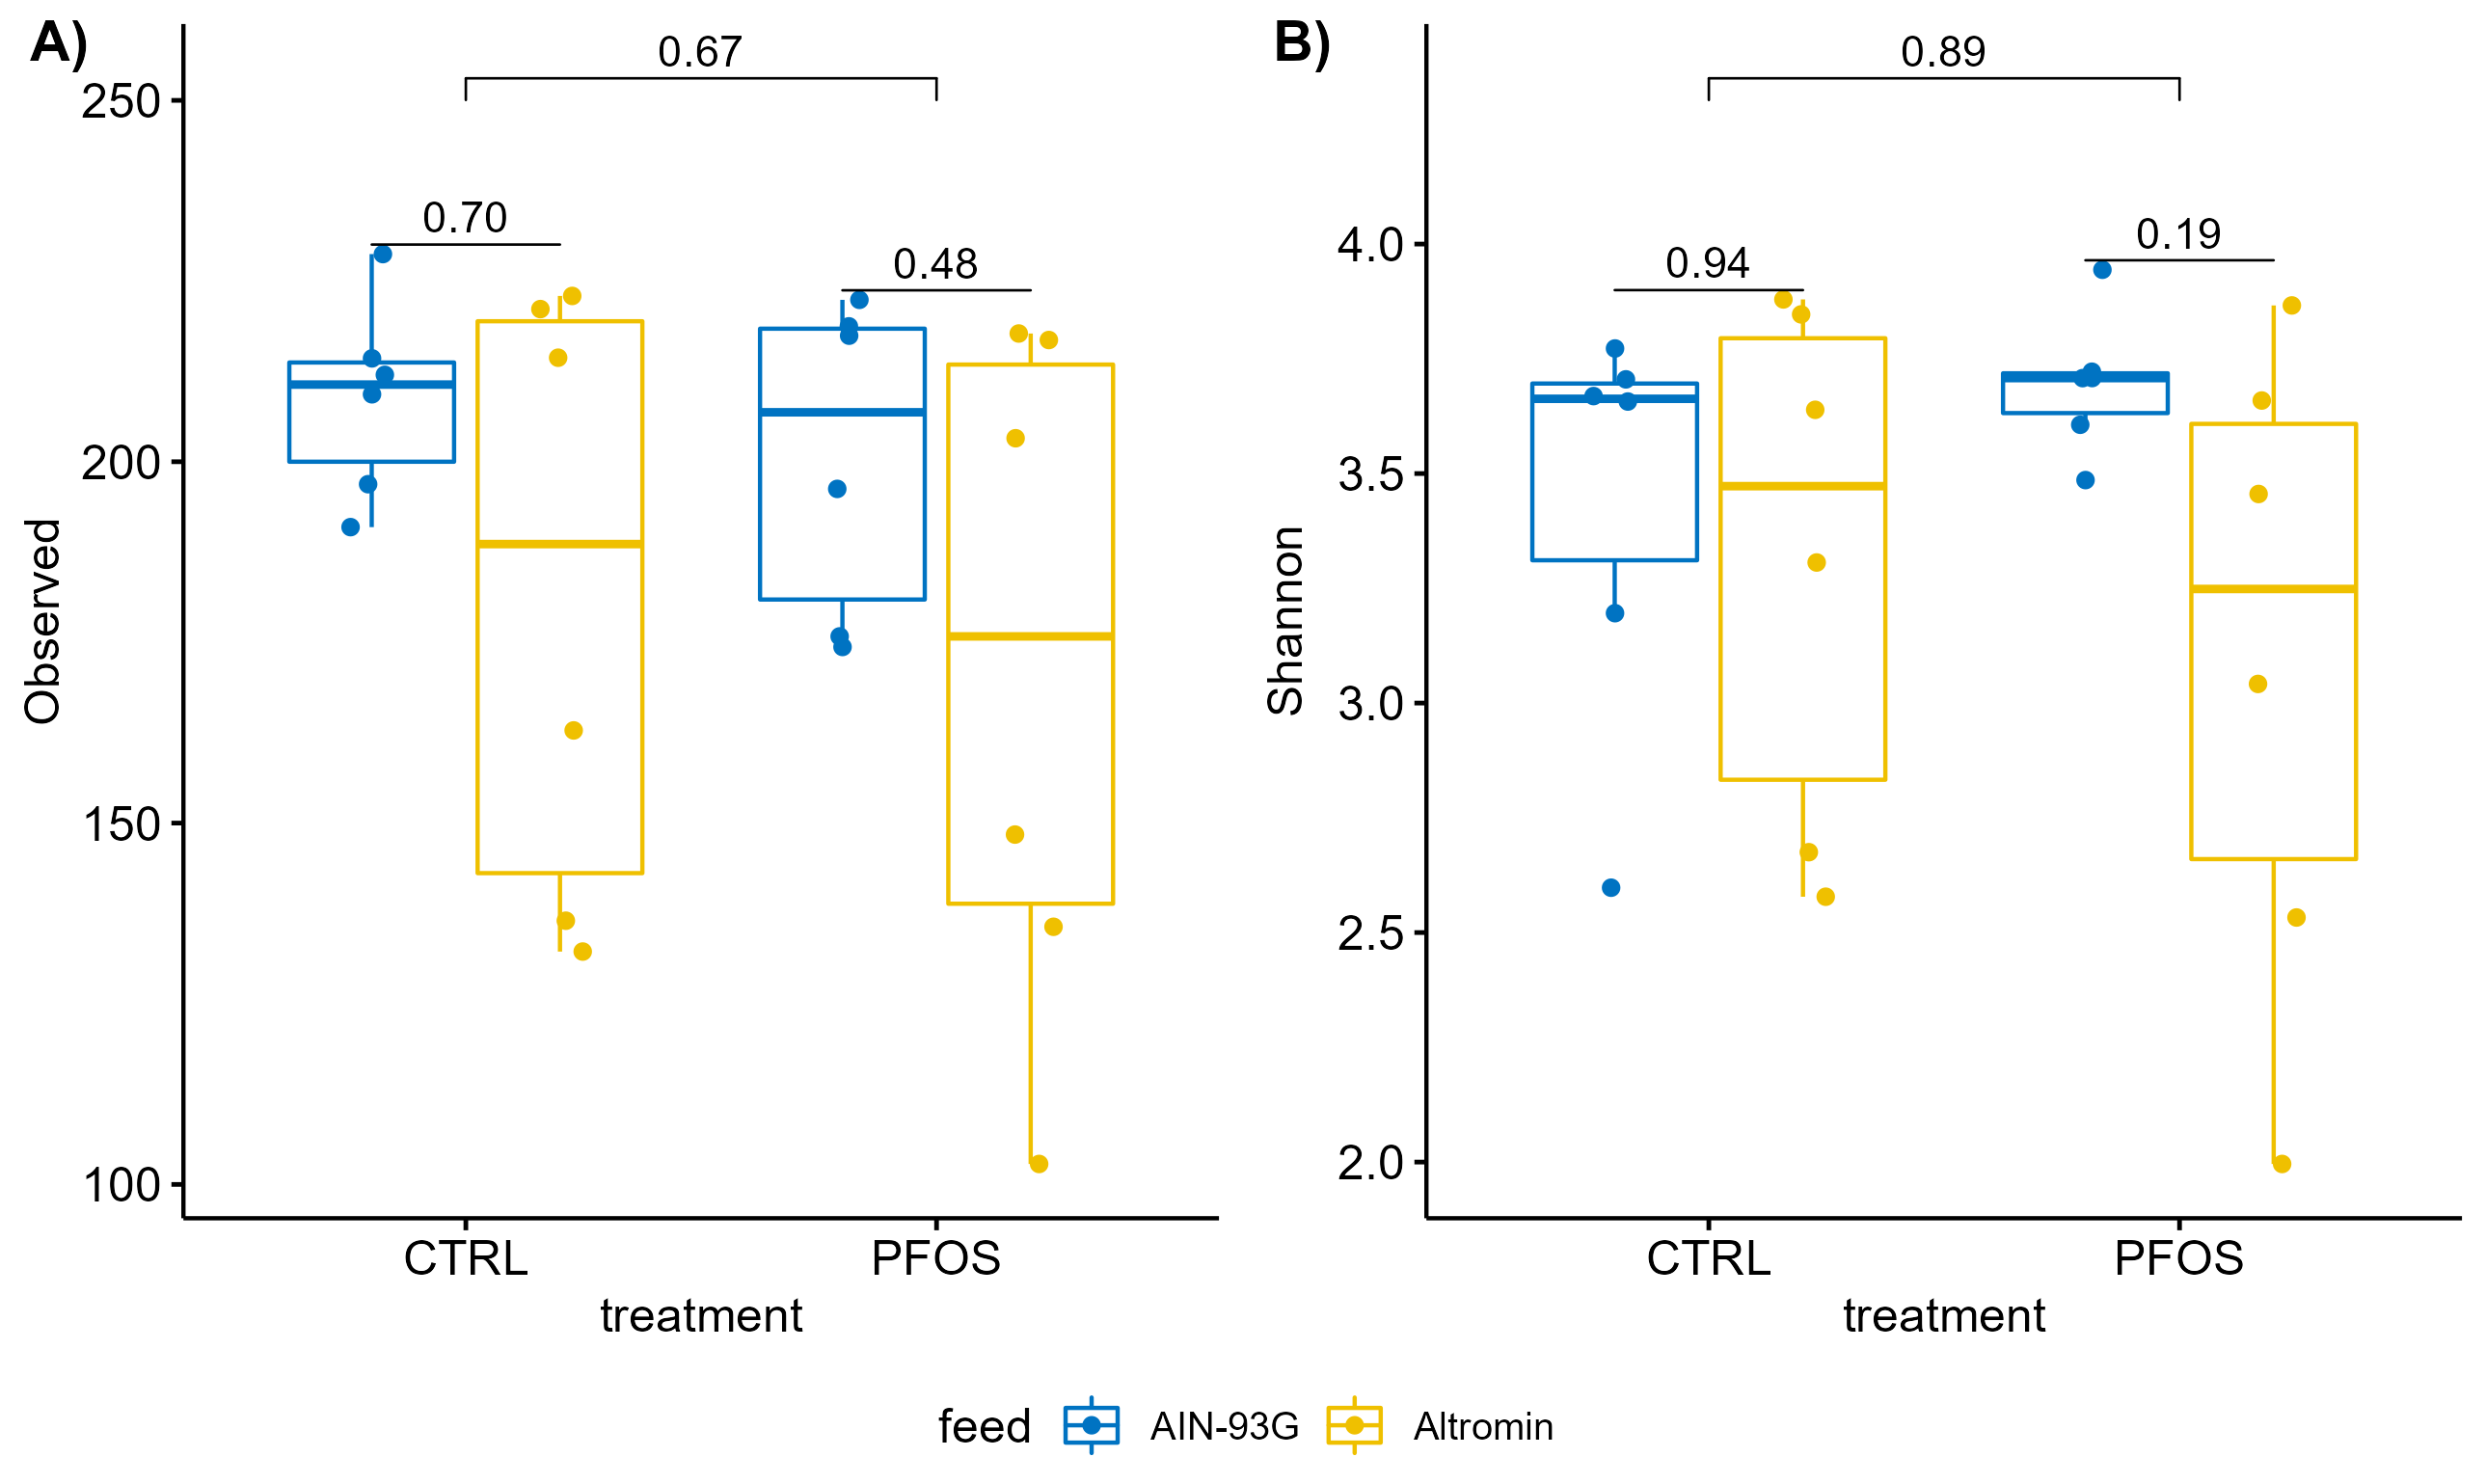 A)
0.67
250
0.70
0.48
200
150
100
Observed
CTRL PFOS
treatment
B)
0.89
4.0
0.94
0.19
3.5
3.0
2.5
2.0
Shannon
CTRL PFOS
treatment
feed AIN-93G Altromin